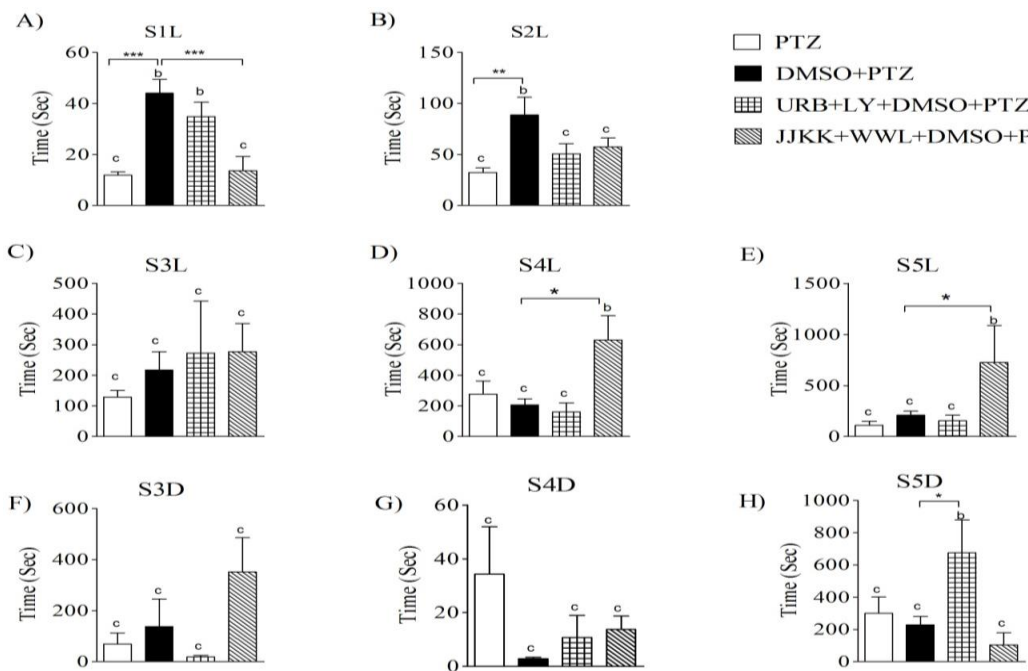 A)
S1L
Time (Sec)
60
40
20
0
***
***
c
b
b
c
B)
S2L
Time (Sec)
150
100
50
0
**
c
b
c
c
PTZ
DMSO+PTZ
URB+LY+DMSO+PTZ
JJKK+WWL+DMSO+P
C)
S3L
Time (Sec)
500
400
300
200
100
0
c
c
c
c
D)
S4L
Time (Sec)
1000
800
600
400
200
0
*
c
c
c
b
E)
S5L
Time (Sec)
1500
1000
500
0
*
c
c
c
b
F)
S3D
Time (Sec)
600
400
200
0
c
c
c
c
G)
S4D
Time (Sec)
60
40
20
0
c
c
c
c
H)
S5D
Time (Sec)
1000
800
600
400
200
0
*
c
c
b
c